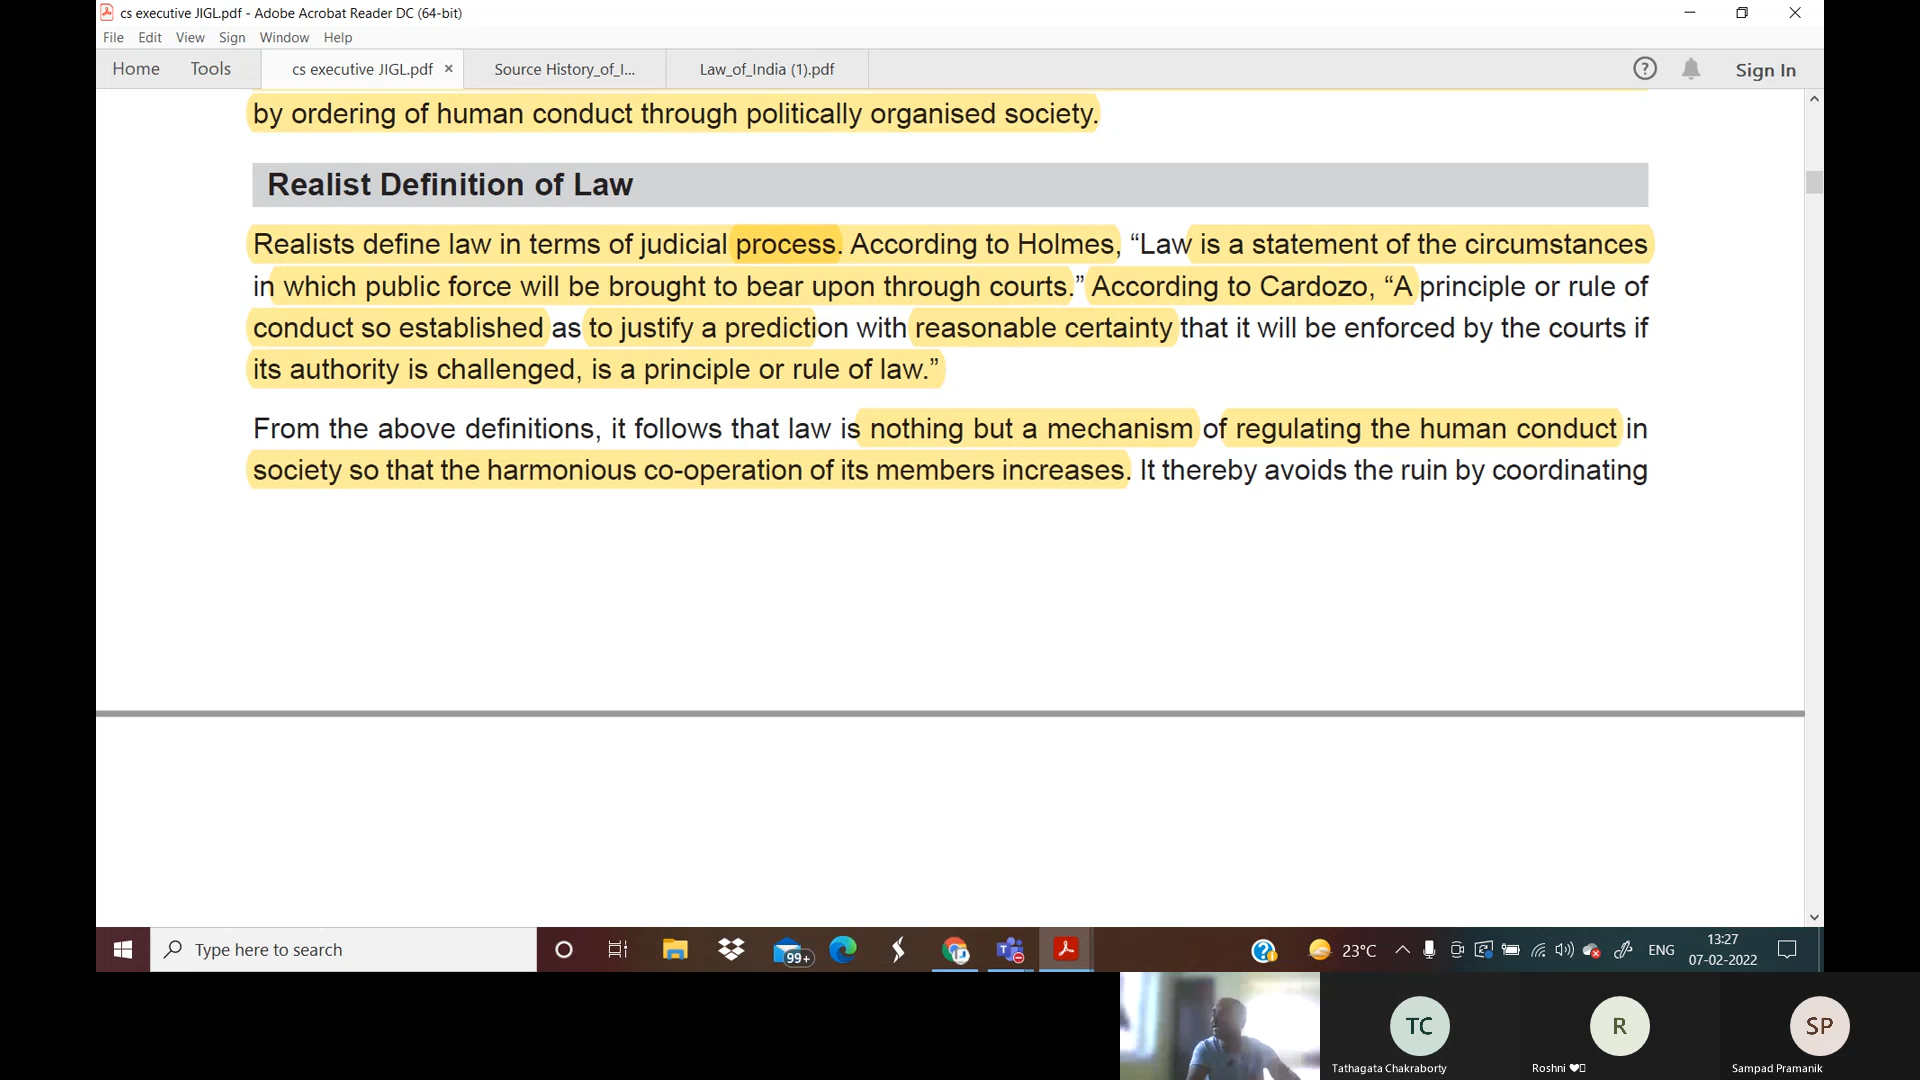 cs executive JIGL.pdf - Adobe Acrobat Reader DC (64-bit)
File Edit View Sign Window Help
Home Tools cs executive JIGL.pdf × Source History_of_I... Law_of_India (1).pdf Sign In
by ordering of human conduct through politically organised society.
Realist Definition of Law
Realists define law in terms of judicial process. According to Holmes, “Law is a statement of the circumstances
in which public force will be brought to bear upon through courts.” According to Cardozo, “A principle or rule of
conduct so established as to justify a prediction with reasonable certainty that it will be enforced by the courts if
its authority is challenged, is a principle or rule of law.”
From the above definitions, it follows that law is nothing but a mechanism of regulating the human conduct in
society so that the harmonious co-operation of its members increases. It thereby avoids the ruin by coordinating
Type here to search 99+ 23°C ENG 13:27
07-02-2022
TC R SP
Tathagata Chakraborty Roshni ❤ Sampad Pramanik